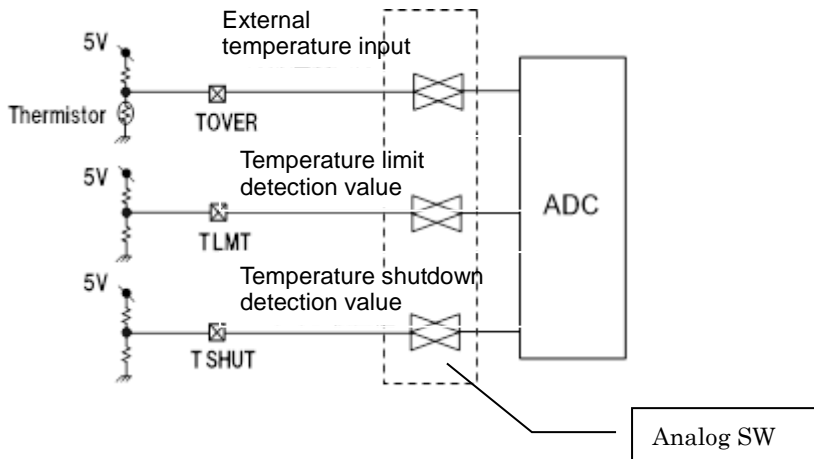 External
temperature input
5V
Thermistor
TOVER
Temperature limit
detection value
5V
TLMT
ADC
Temperature shutdown
detection value
5V
TSHUT
Analog SW